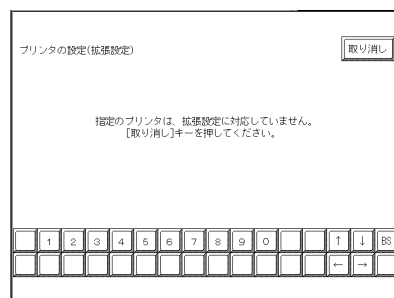 プリンタの設定(拡張設定)
取り消し
指定のプリンタは、拡張設定に対応していません。
[取り消し]キーを押してください。
1 2 3 4 5 6 7 8 9 0 ↑ ↓ BS
← →